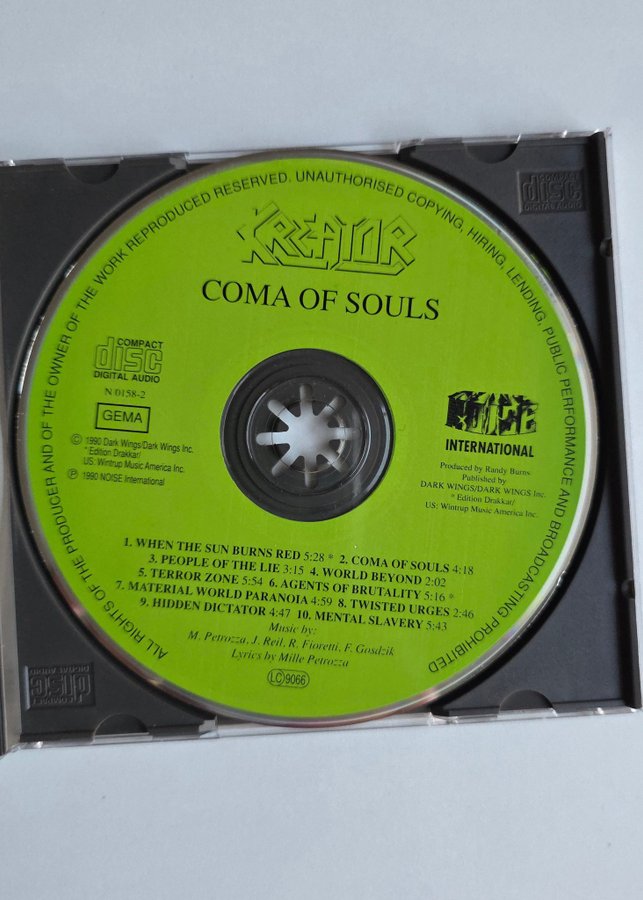 ALL RIGHTS OF THE PRODUCER AND OF THE OWNER OF THE WORK REPRODUCED RESERVED. UNAUTHORISED COPYING, HIRING, LENDING, PUBLIC PERFORMANCE AND BROADCASTING PROHIBITED
KREATOR
COMA OF SOULS
COMPACT
disc
DIGITAL AUDIO
N 0158-2
GEMA
© 1990 Dark Wings/Dark Wings Inc.
* Edition Drakkar/
US: Wintrup Music America Inc.
℗ 1990 NOISE International
NOISE
INTERNATIONAL
Produced by Randy Burns
Published by
DARK WINGS/DARK WINGS Inc.
* Edition Drakkar/
US: Wintrup Music America Inc.
1. WHEN THE SUN BURNS RED 5:28 * 2. COMA OF SOULS 4:18
3. PEOPLE OF THE LIE 3:15 4. WORLD BEYOND 2:02
5. TERROR ZONE 5:54 6. AGENTS OF BRUTALITY 5:16 *
7. MATERIAL WORLD PARANOIA 4:59 8. TWISTED URGES 2:46
9. HIDDEN DICTATOR 4:47 10. MENTAL SLAVERY 5:43
Music by:
M. Petrozza, J. Reil, R. Fioretti, F. Gosdzik
Lyrics by Mille Petrozza
LC 9066
COMPACT
disc
DIGITAL AUDIO
COMPACT
disc
DIGITAL AUDIO